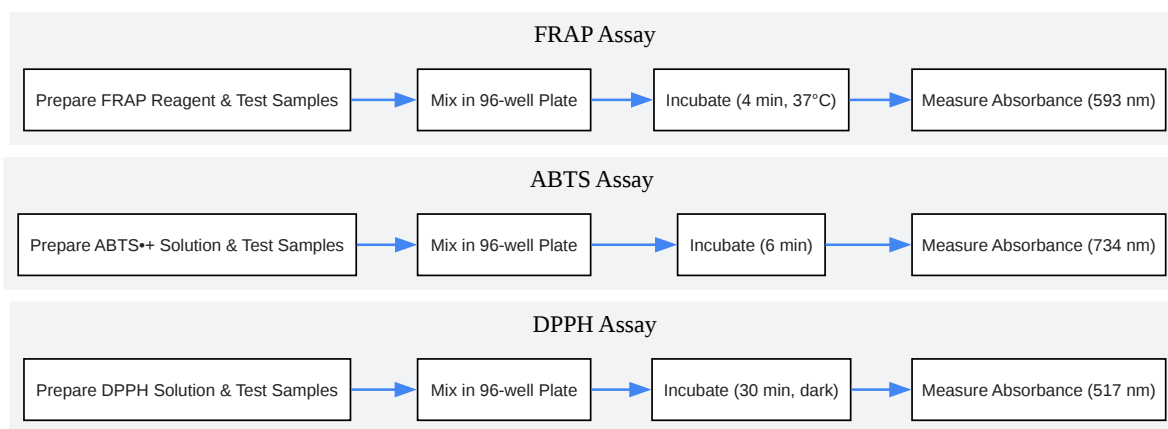 FRAP Assay
Prepare FRAP Reagent & Test Samples
Mix in 96-well Plate
Incubate (4 min, 37°C)
Measure Absorbance (593 nm)
ABTS Assay
Prepare ABTS•+ Solution & Test Samples
Mix in 96-well Plate
Incubate (6 min)
Measure Absorbance (734 nm)
DPPH Assay
Prepare DPPH Solution & Test Samples
Mix in 96-well Plate
Incubate (30 min, dark)
Measure Absorbance (517 nm)